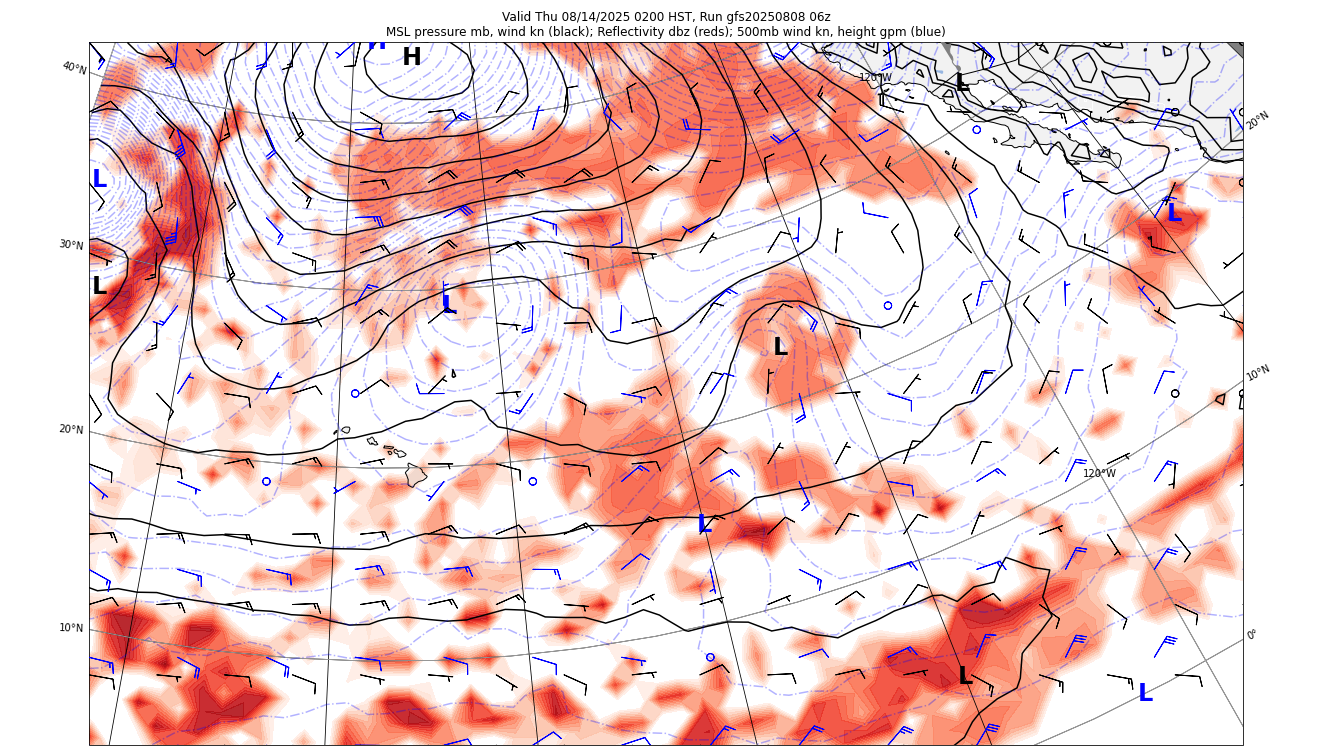 Valid Thu 08/14/2025 0200 HST, Run gfs20250808 06z
MSL pressure mb, wind kn (black); Reflectivity dbz (reds); 500mb wind kn, height gpm (blue)
H
H
40°N
120°W
L
20°N
L
L
30°N
L
L
L
10°N
20°N
120°W
L
10°N
0°
L
L